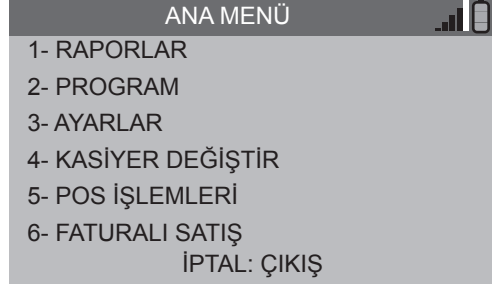 ANA MENÜ
1- RAPORLAR
2- PROGRAM
3- AYARLAR
4- KASİYER DEĞİŞTİR
5- POS İŞLEMLERİ
6- FATURALI SATIŞ
İPTAL: ÇIKIŞ